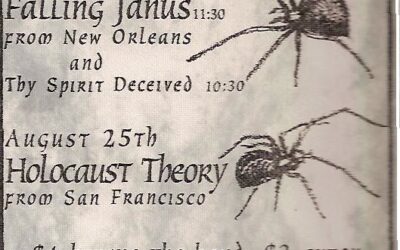 Falling Janus 11:30
from New Orleans
and
Thy Spirit Deceived 10:30
August 25th
Holocaust Theory
from San Francisco